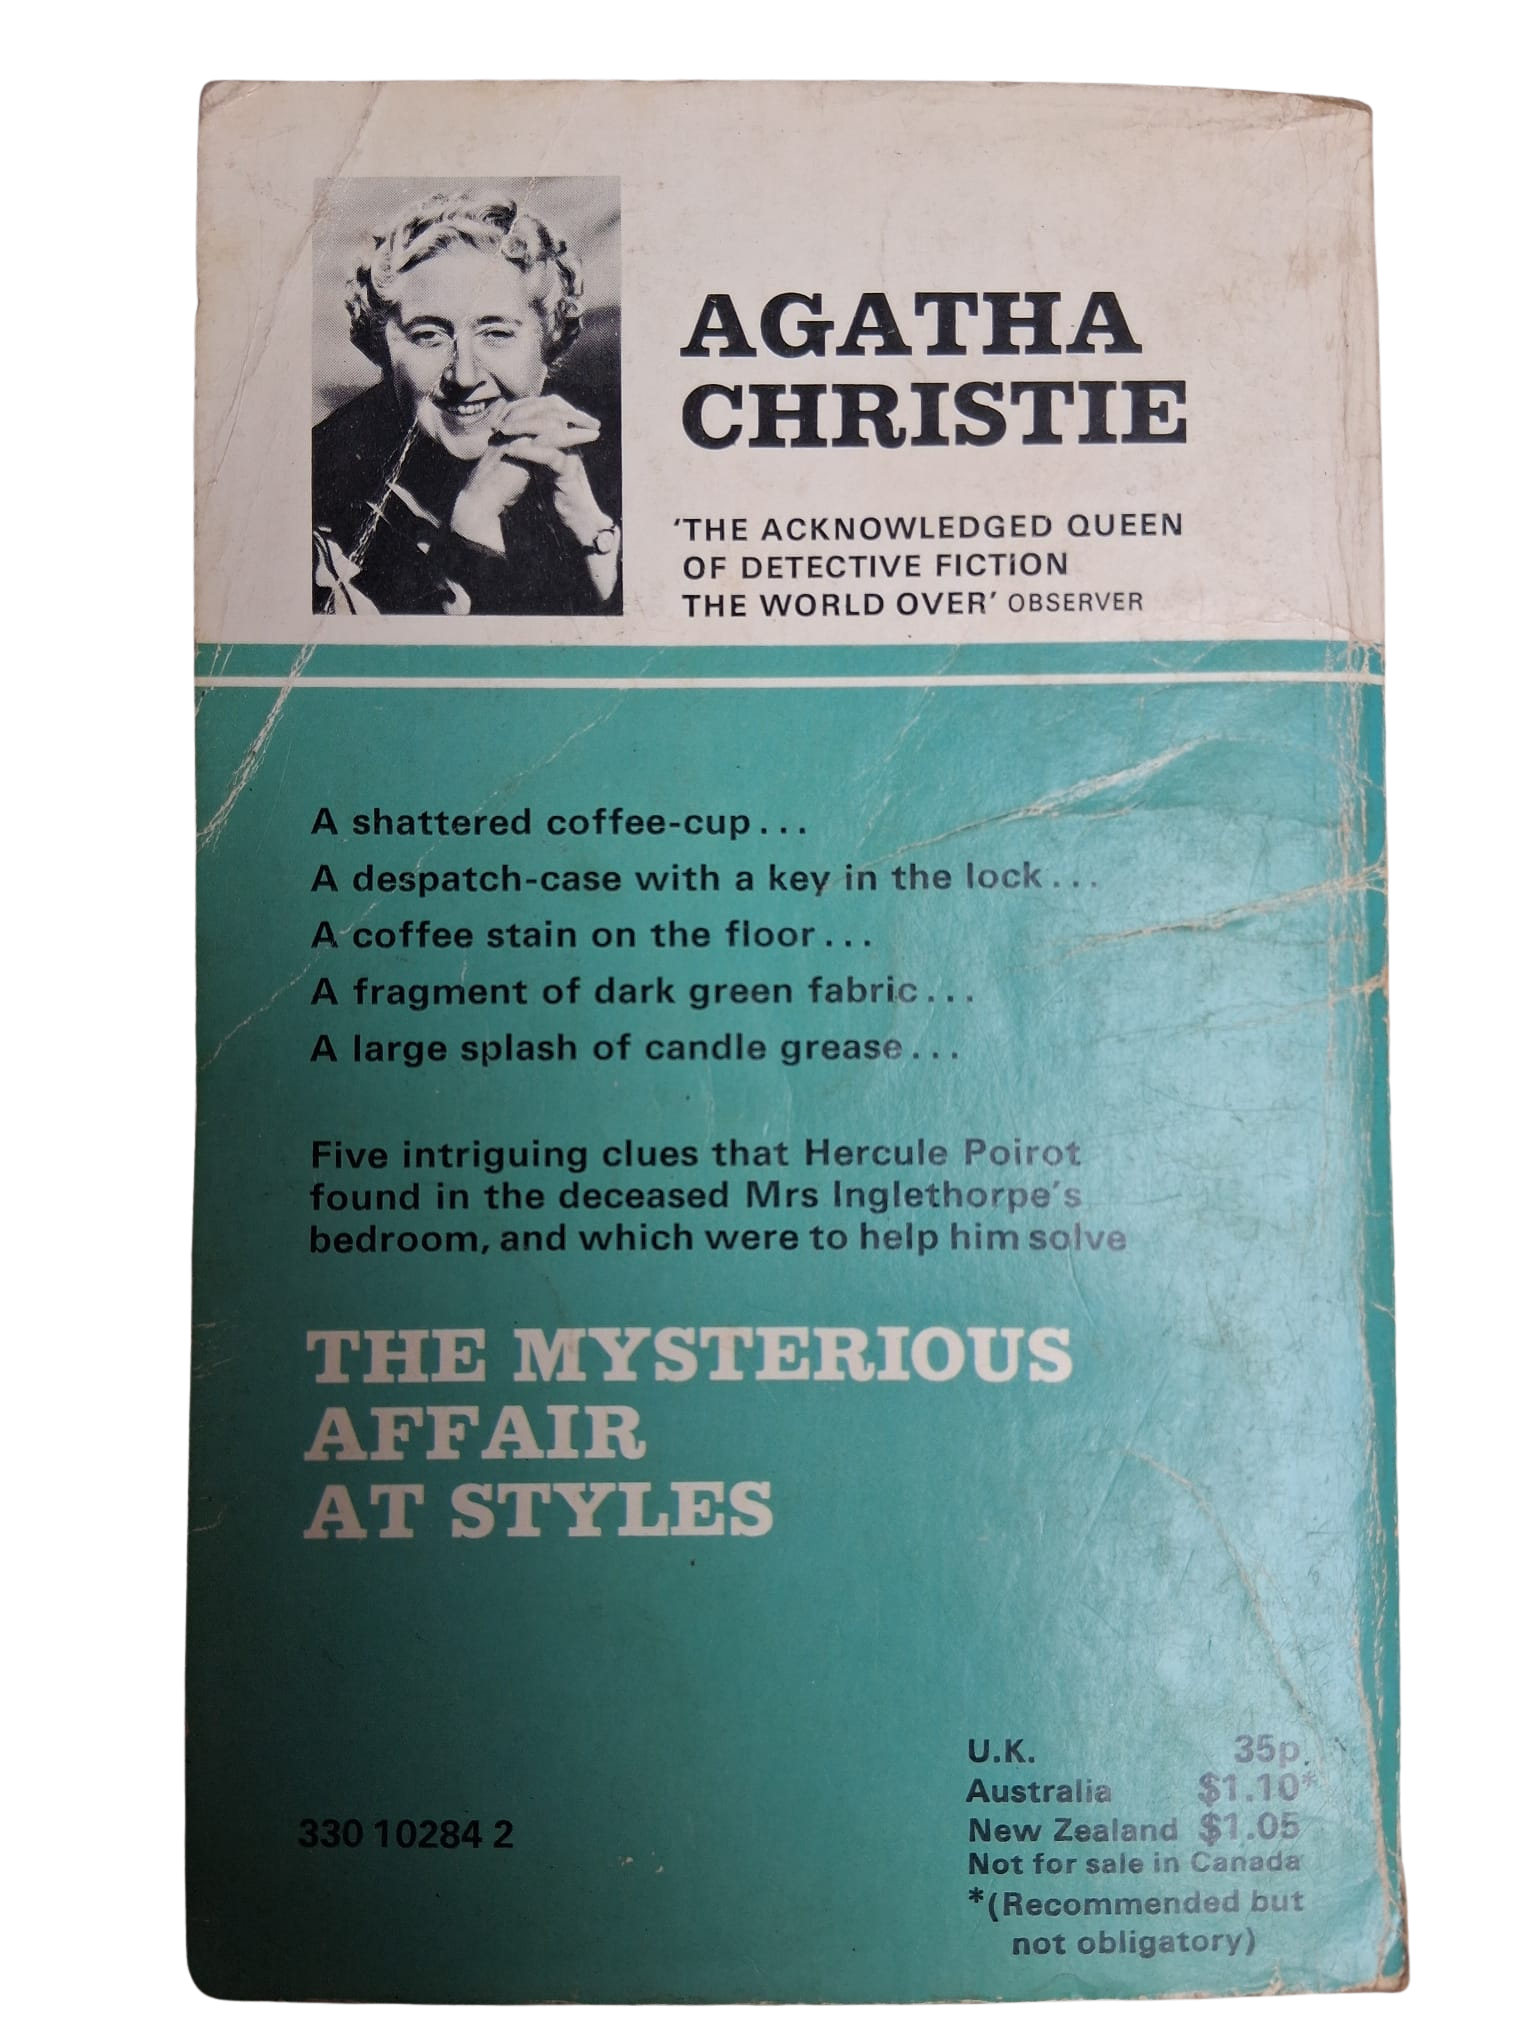 AGATHA
CHRISTIE
‘THE ACKNOWLEDGED QUEEN
OF DETECTIVE FICTION
THE WORLD OVER’ OBSERVER
A shattered coffee-cup...
A despatch-case with a key in the lock...
A coffee stain on the floor...
A fragment of dark green fabric...
A large splash of candle grease...
Five intriguing clues that Hercule Poirot
found in the deceased Mrs Inglethorpe’s
bedroom, and which were to help him solve
THE MYSTERIOUS
AFFAIR
AT STYLES
330 10284 2
U.K. 35p
Australia $1.10*
New Zealand $1.05
Not for sale in Canada
*(Recommended but
not obligatory)